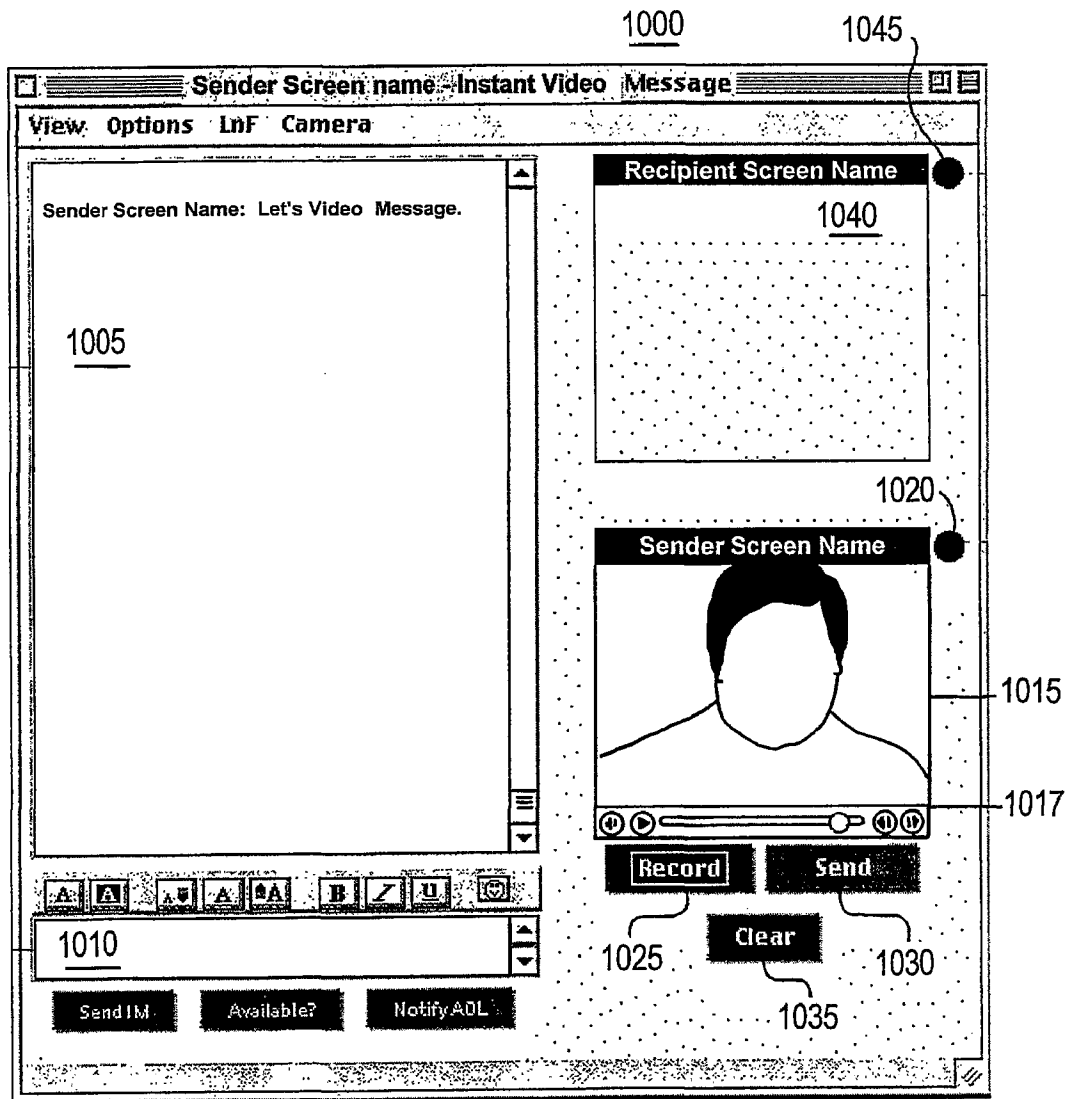 1000
1045
Sender Screen name - Instant Video Message
View Options LnF Camera
Recipient Screen Name
1040
Sender Screen Name: Let's Video Message.
1005
1020
Sender Screen Name
1015
1017
Record Send
A A A A A B I U
1010
Clear
1025
1030
1035
Send IM Available? Notify AOL